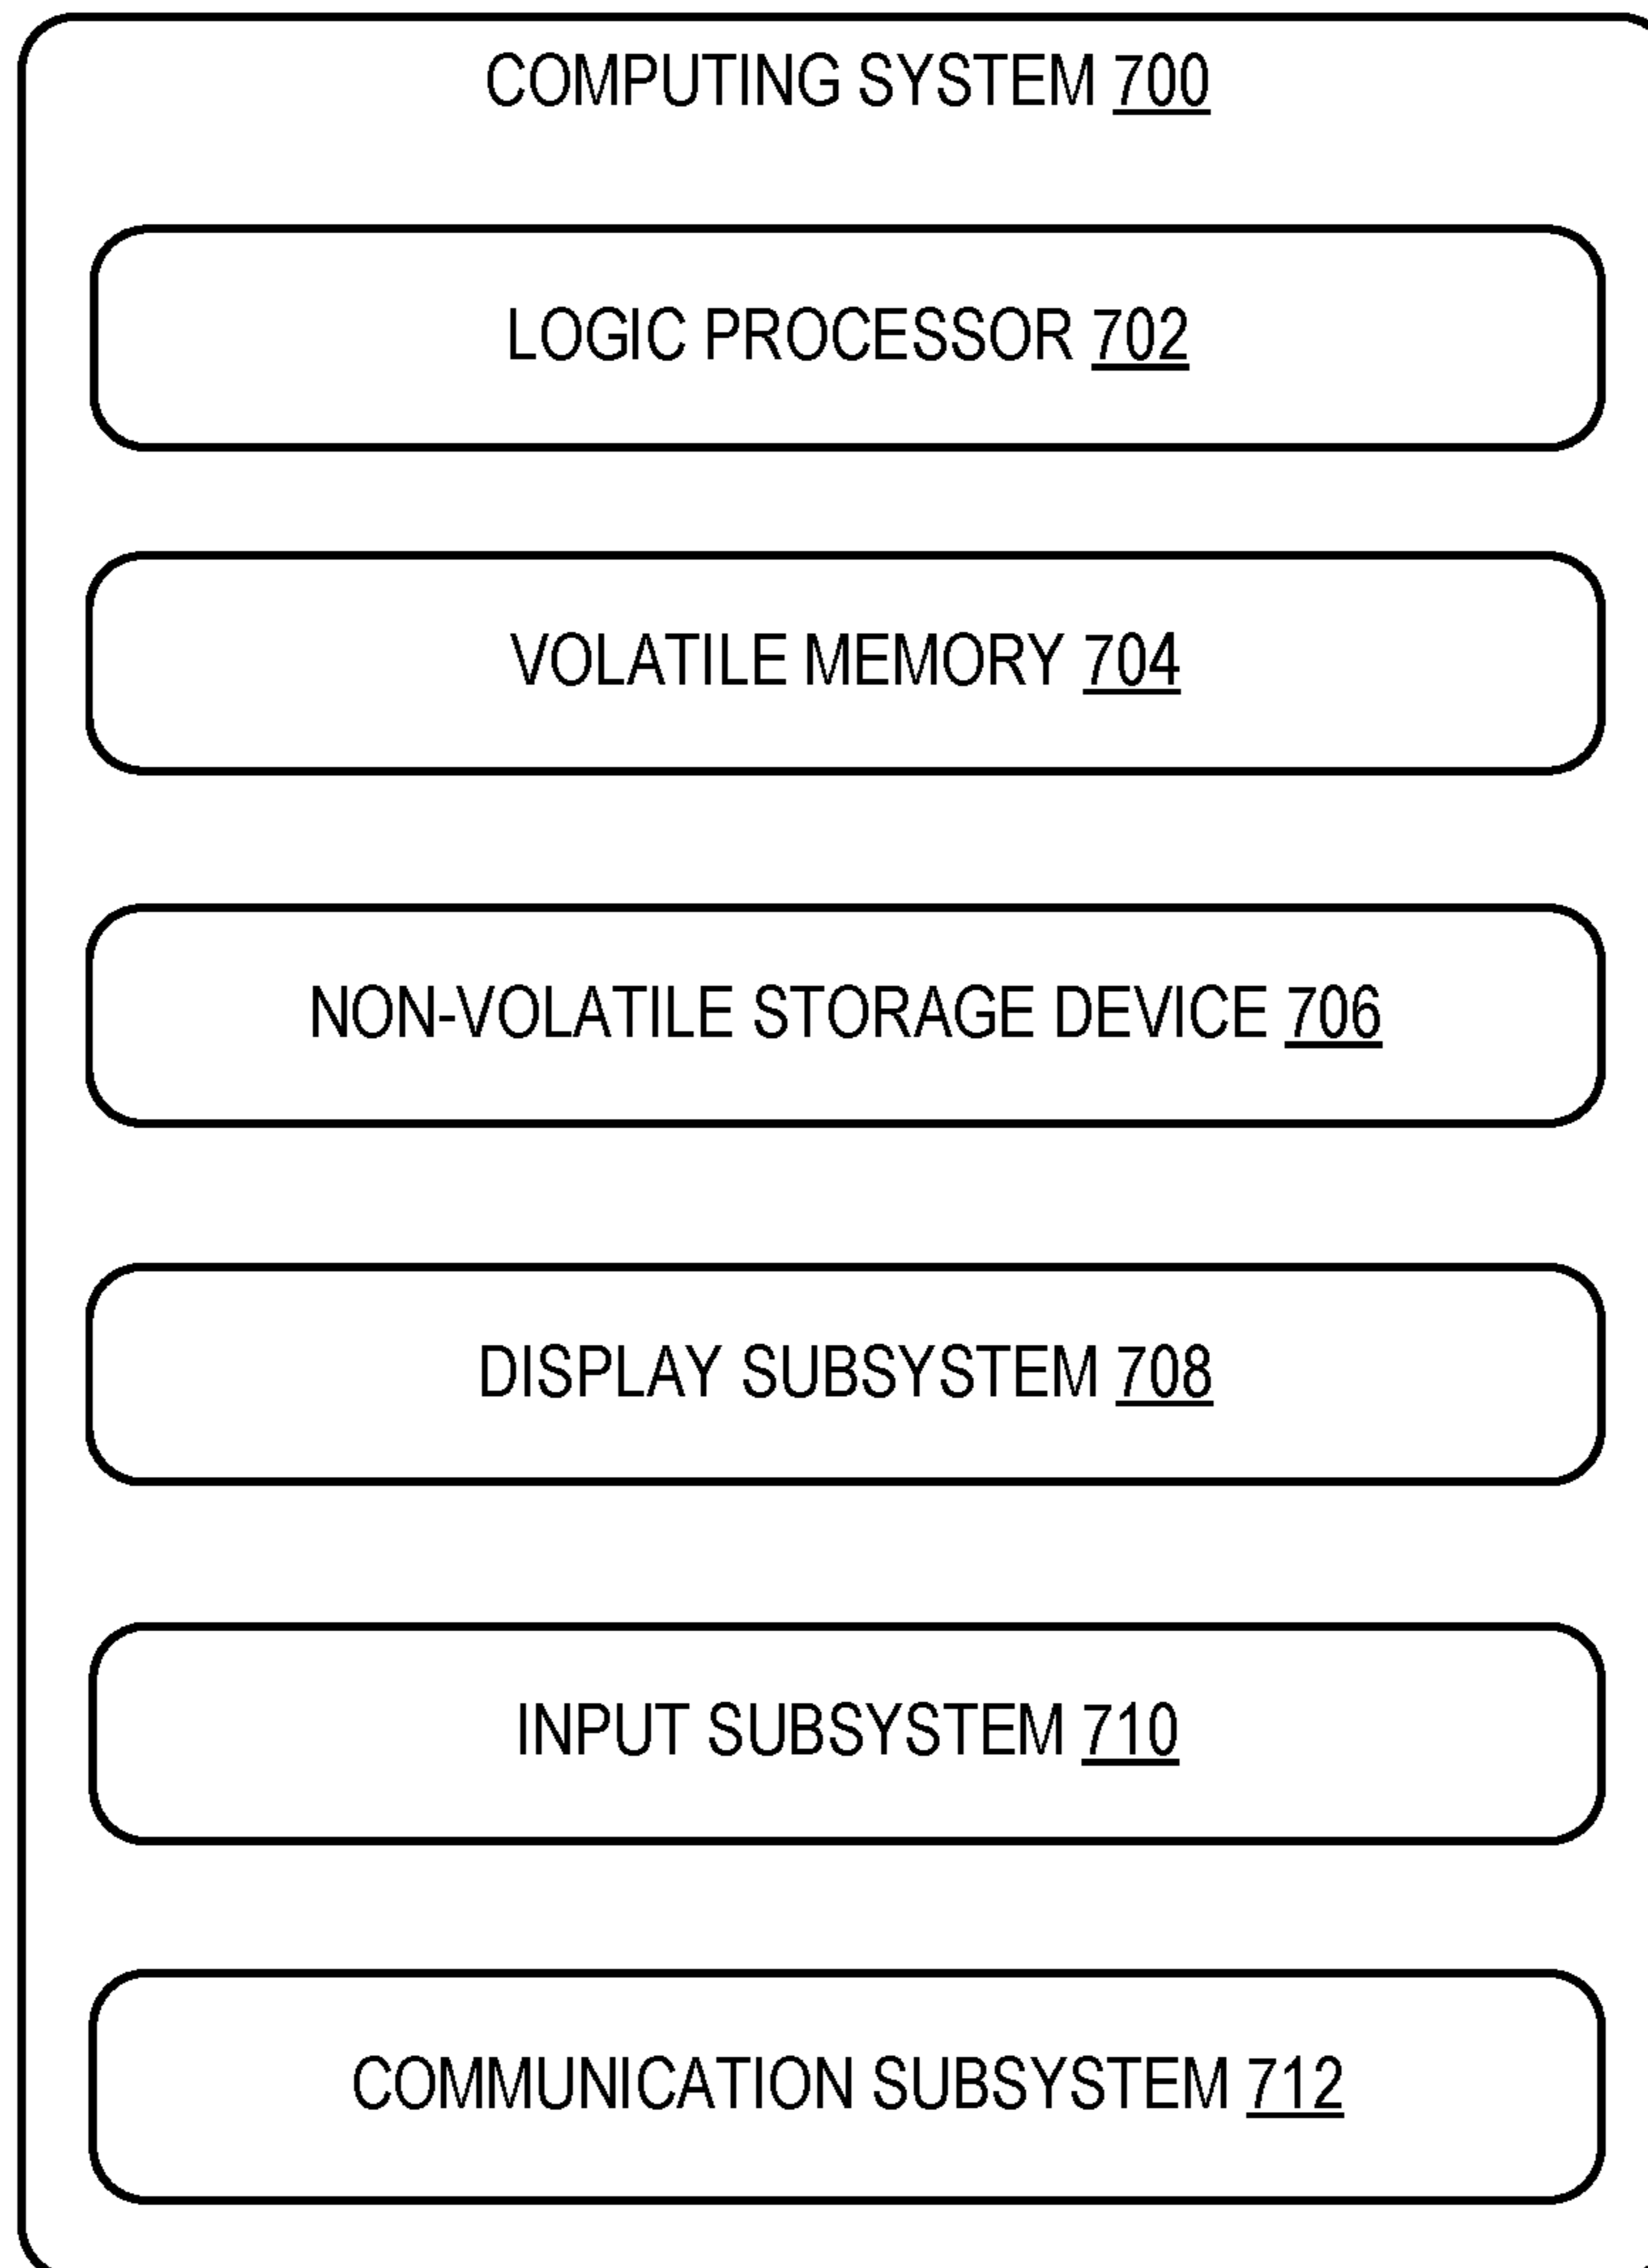 COMPUTING SYSTEM 700
LOGIC PROCESSOR 702
VOLATILE MEMORY 704
NON-VOLATILE STORAGE DEVICE 706
DISPLAY SUBSYSTEM 708
INPUT SUBSYSTEM 710
COMMUNICATION SUBSYSTEM 712